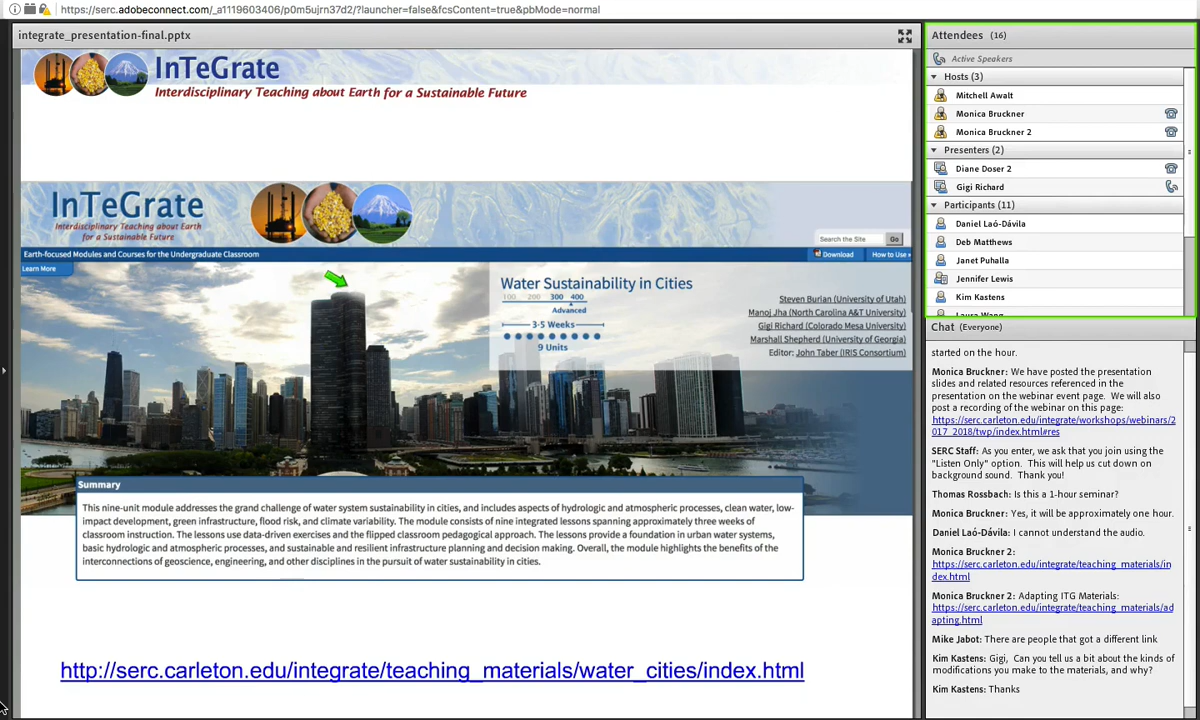 https://serc.adobeconnect.com/_a1119603406/p0m5ujrn37d2/?launcher=false&fcsContent=true&pbMode=normal
integrate_presentation-final.pptx
InTeGrate
Interdisciplinary Teaching about Earth for a Sustainable Future
InTeGrate
Interdisciplinary Teaching about Earth
for a Sustainable Future
Search the Site
Go
Earth-focused Modules and Courses for the Undergraduate Classroom
Download
How to Use »
Learn More
Water Sustainability in Cities
100 200 300 400
Advanced
3-5 Weeks
9 Units
Steven Burian (University of Utah)
Manoj Jha (North Carolina A&T University)
Gigi Richard (Colorado Mesa University)
Marshall Shepherd (University of Georgia)
Editor: John Taber (IRIS Consortium)
Summary
This nine-unit module addresses the grand challenge of water system sustainability in cities, and includes aspects of hydrologic and atmospheric processes, clean water, low-
impact development, green infrastructure, flood risk, and climate variability. The module consists of nine integrated lessons spanning approximately three weeks of
classroom instruction. The lessons use data-driven exercises and the flipped classroom pedagogical approach. The lessons provide a foundation in urban water systems,
basic hydrologic and atmospheric processes, and sustainable and resilient infrastructure planning and decision making. Overall, the module highlights the benefits of the
interconnections of geoscience, engineering, and other disciplines in the pursuit of water sustainability in cities.
http://serc.carleton.edu/integrate/teaching_materials/water_cities/index.html
Attendees (16)
Active Speakers
Hosts (3)
Mitchell Awalt
Monica Bruckner
Monica Bruckner 2
Presenters (2)
Diane Doser 2
Gigi Richard
Participants (11)
Daniel Laó-Dávila
Deb Matthews
Janet Puhalla
Jennifer Lewis
Kim Kastens
Laura Wang
Chat (Everyone)
started on the hour.
Monica Bruckner: We have posted the presentation
slides and related resources referenced in the
presentation on the webinar event page. We will also
post a recording of the webinar on this page:
https://serc.carleton.edu/integrate/workshops/webinars/2
017_2018/twp/index.html#res
SERC Staff: As you enter, we ask that you join using the
"Listen Only" option. This will help us cut down on
background sound. Thank you!
Thomas Rossbach: Is this a 1-hour seminar?
Monica Bruckner: Yes, it will be approximately one hour.
Daniel Laó-Dávila: I cannot understand the audio.
Monica Bruckner 2:
https://serc.carleton.edu/integrate/teaching_materials/in
dex.html
Monica Bruckner 2: Adapting ITG Materials:
https://serc.carleton.edu/integrate/teaching_materials/ad
apting.html
Mike Jabot: There are people that got a different link
Kim Kastens: Gigi, Can you tell us a bit about the kinds of
modifications you make to the materials, and why?
Kim Kastens: Thanks